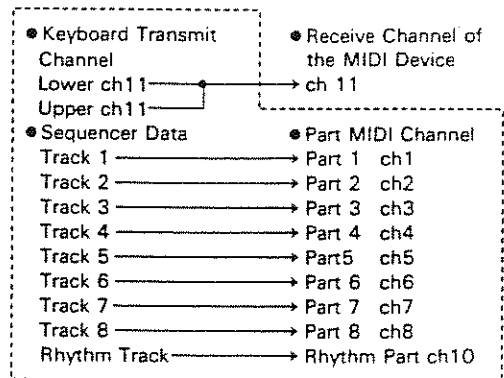 ● Keyboard Transmit Channel
Lower ch11
Upper ch11
● Receive Channel of the MIDI Device
ch 11
● Sequencer Data ● Part MIDI Channel
Track 1 → Part 1 ch1
Track 2 → Part 2 ch2
Track 3 → Part 3 ch3
Track 4 → Part 4 ch4
Track 5 → Part5 ch5
Track 6 → Part 6 ch6
Track 7 → Part 7 ch7
Track 8 → Part 8 ch8
Rhythm Track → Rhythm Part ch10